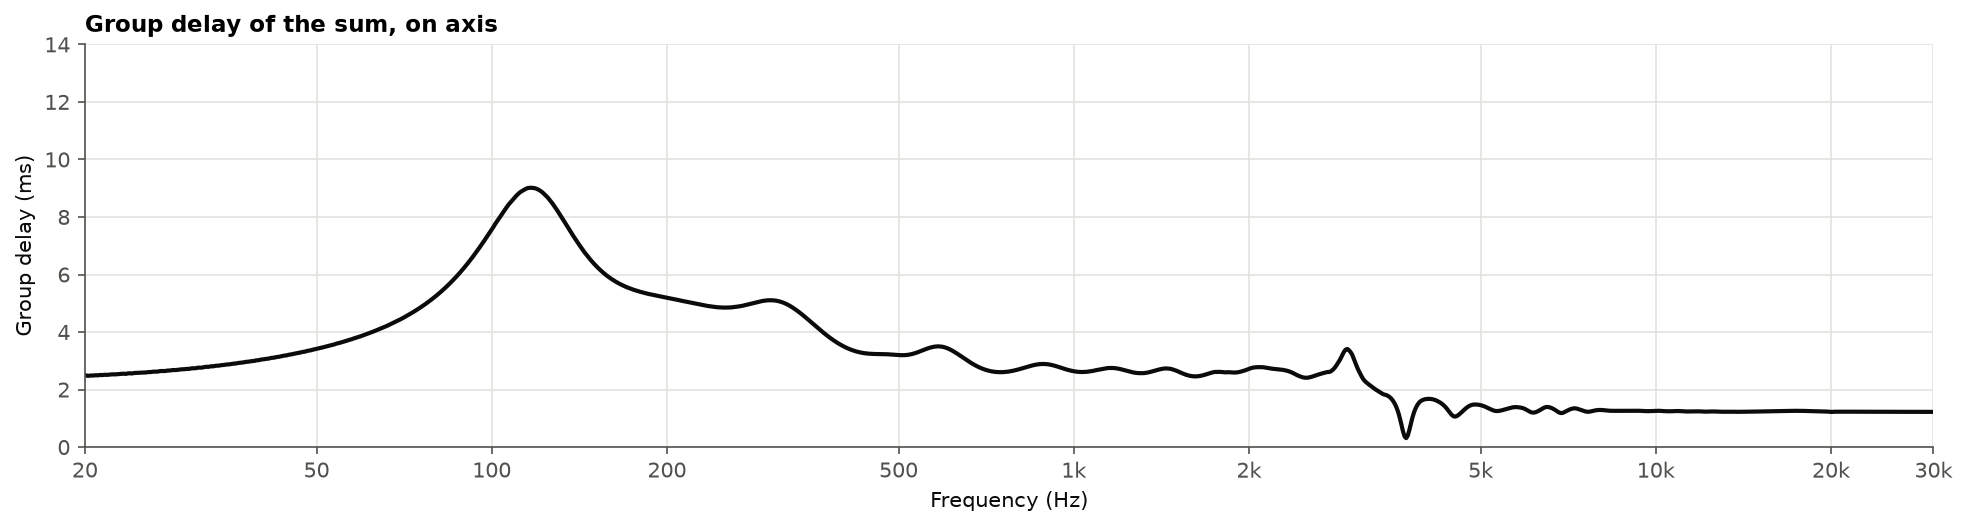 Group delay of the sum, on axis
Group delay (ms)
14
12
10
8
6
4
2
0
20 50 100 200 500 1k 2k 5k 10k 20k 30k
Frequency (Hz)